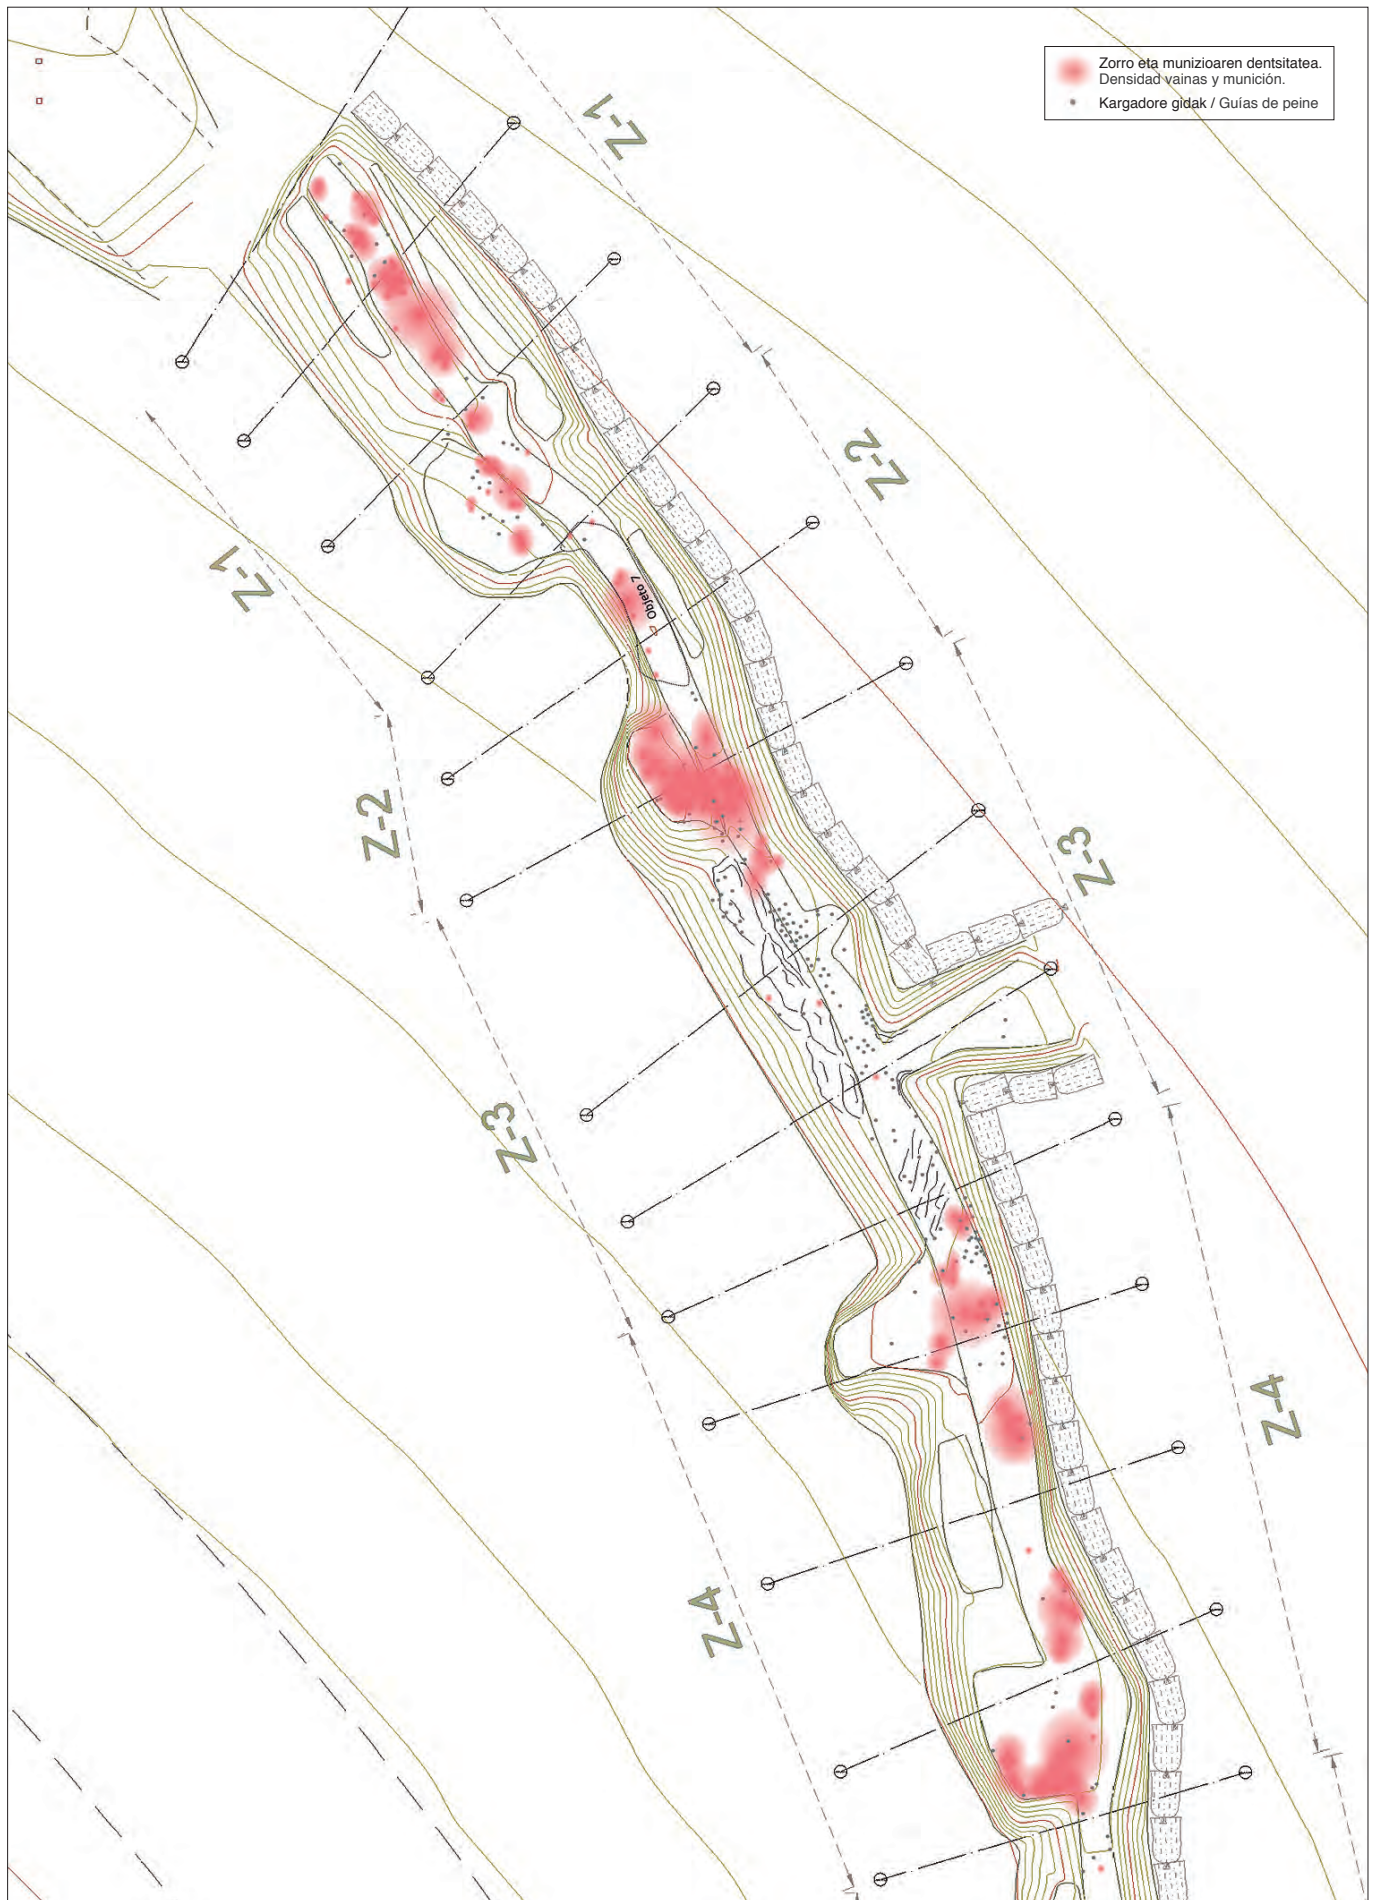 Zorro eta munizioaren dentsitatea.
Densidad vainas y munición.
Kargadore gidak / Guías de peine
Z-1
Z-2
Z-1
Objeto 7
Z-2
Z-3
Z-3
Z-4
Z-4